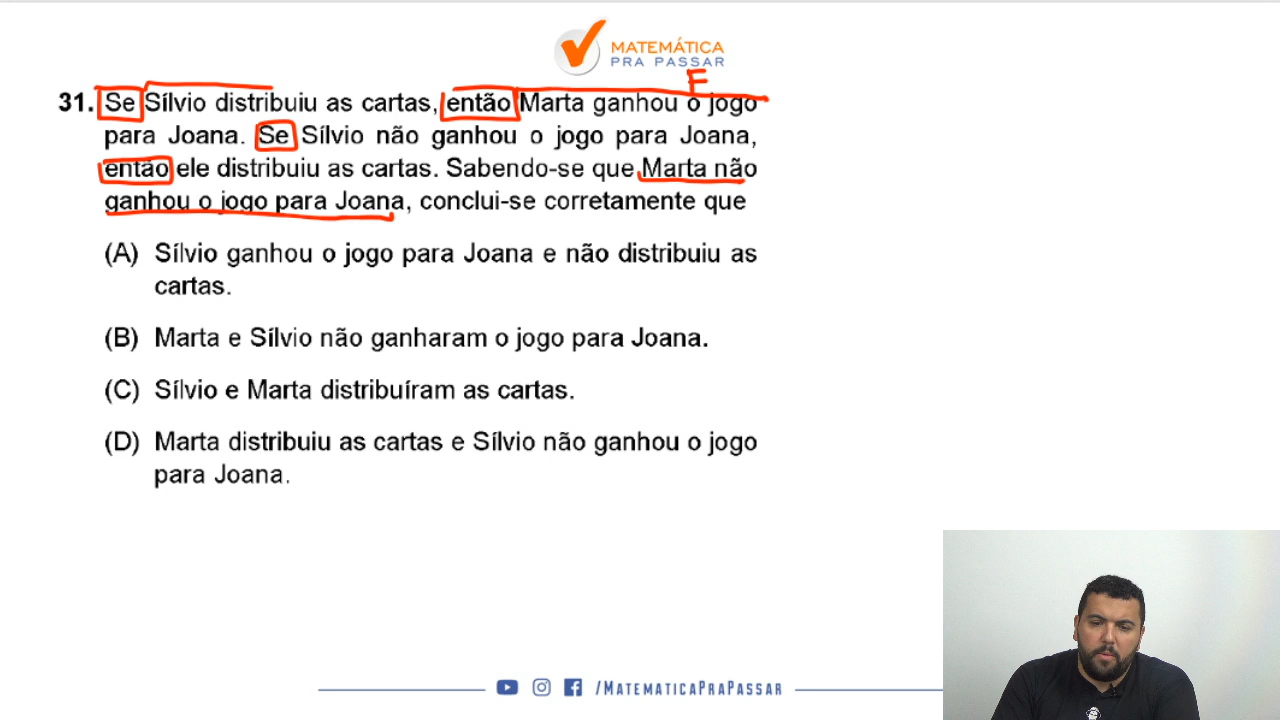 MATEMÁTICA
PRA PASSAR
F
31. Se Sílvio distribuiu as cartas, então Marta ganhou o jogo
para Joana. Se Sílvio não ganhou o jogo para Joana,
então ele distribuiu as cartas. Sabendo-se que Marta não
ganhou o jogo para Joana, conclui-se corretamente que
(A) Sílvio ganhou o jogo para Joana e não distribuiu as
cartas.
(B) Marta e Sílvio não ganharam o jogo para Joana.
(C) Sílvio e Marta distribuíram as cartas.
(D) Marta distribuiu as cartas e Sílvio não ganhou o jogo
para Joana.
/MATEMATICAPRAPASSAR